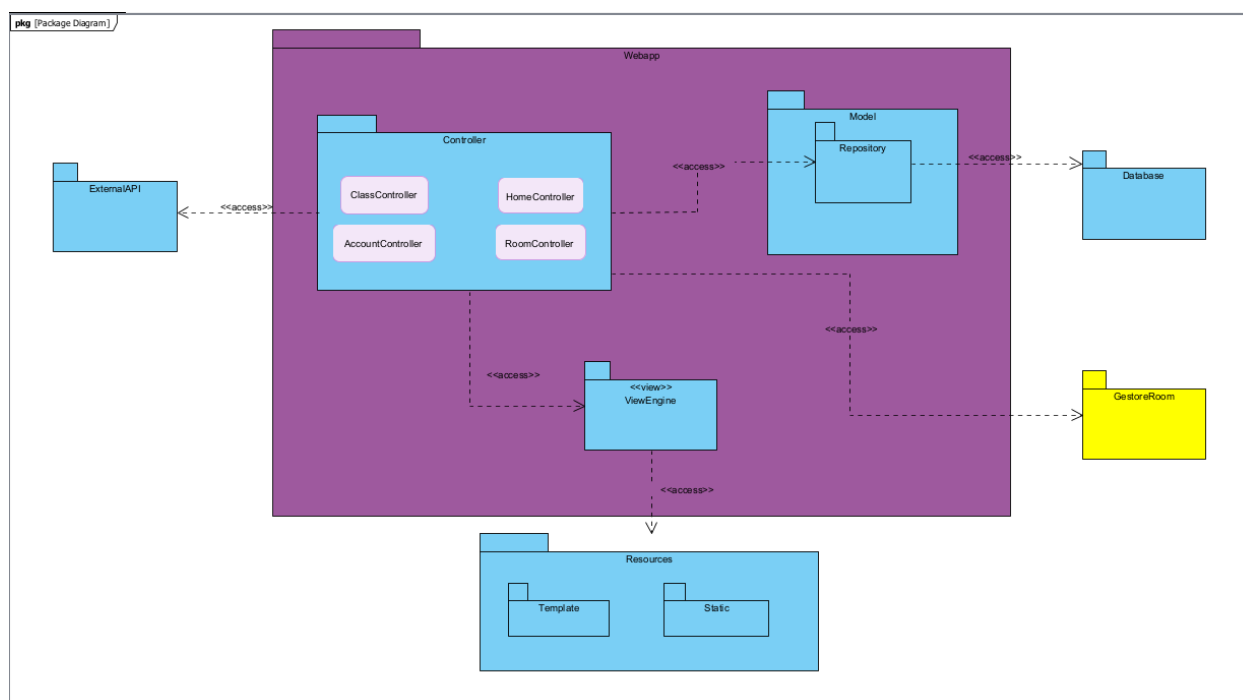 pkg [Package Diagram]
Webapp
Model
Controller
Repository
<<access>>
<<access>>
Database
ExternalAPI
ClassController
HomeController
<<access>>
AccountController
RoomController
<<access>>
<<access>>
<<view>>
ViewEngine
GestoreRoom
<<access>>
Resources
Template
Static